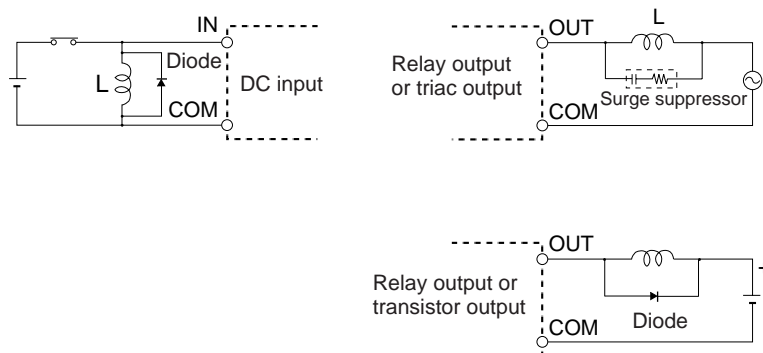 IN
Diode
L
DC input
COM
OUT
L
Relay output
or triac output
Surge suppressor
COM
OUT
Relay output or
transistor output
Diode
COM